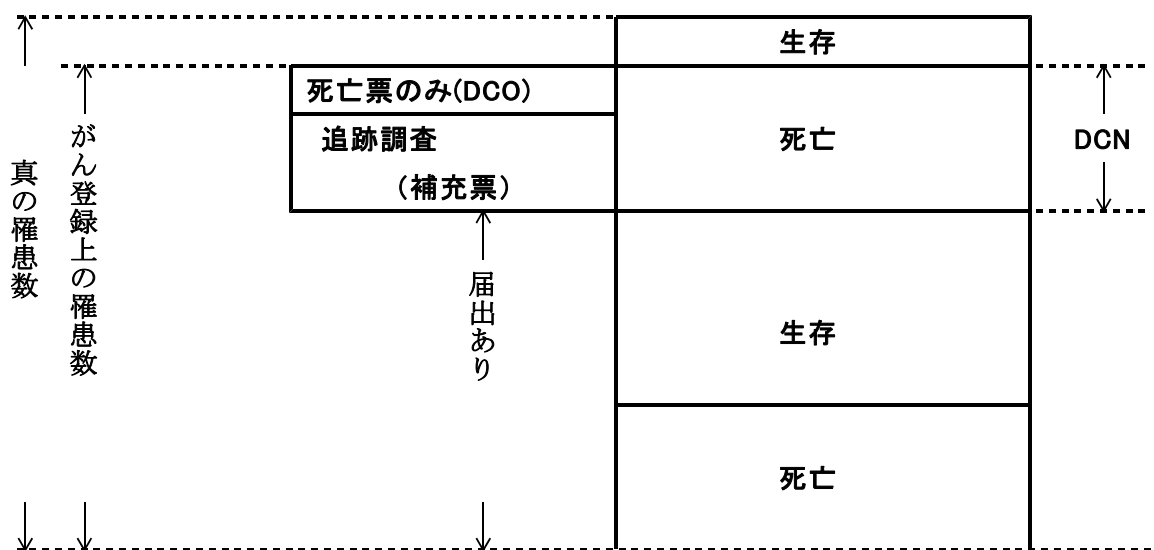 生存
死亡票のみ(DCO)
追跡調査
(補充票)
死亡
DCN
真の罹患数
がん登録上の罹患数
届出あり
生存
死亡